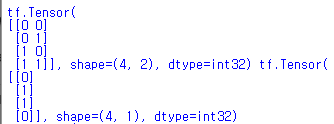 tf.Tensor(
[[0 0]
 [0 1]
 [1 0]
 [1 1]], shape=(4, 2), dtype=int32) tf.Tensor(
[[0]
 [1]
 [1]
 [0]], shape=(4, 1), dtype=int32)